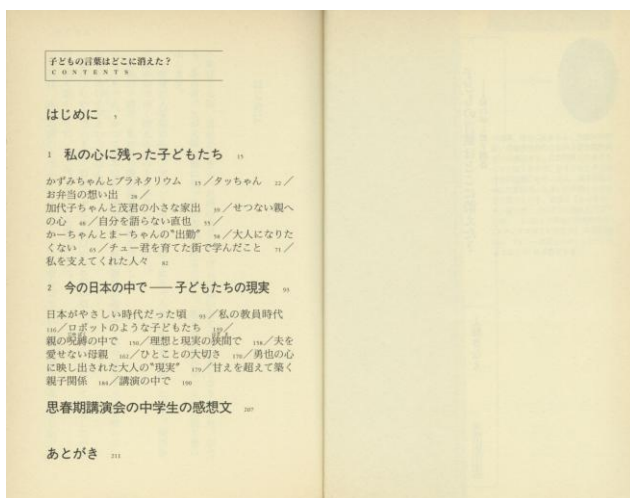 子どもの言葉はどこに消えた？
CONTENTS
はじめに
1 私の心に残った子どもたち 15
かずみちゃんとプラネタリウム 15／タッちゃん 22／
お弁当の想い出 28／
加代子ちゃんと茂君の小さな家出 39／せつない親へ
の心 48／自分を語らない直也 55／
かーちゃんとまーちゃんの"出勤" 58／大人になりた
くない 65／チュー君を育てた街で学んだこと 71／
私を支えてくれた人々 82
2 今の日本の中で――子どもたちの現実 93
日本がやさしい時代だった頃 93／私の教員時代
116／ロボットのような子どもたち／
親の呪縛の中で 150／理想と現実の狭間で 158／夫を
愛せない母親 162／ひとことの大切さ 170／勇也の心
に映し出された大人の"現実" 179／甘えを超えて築く
親子関係 184／講演の中で 190
思春期講演会の中学生の感想文 207
あとがき 212